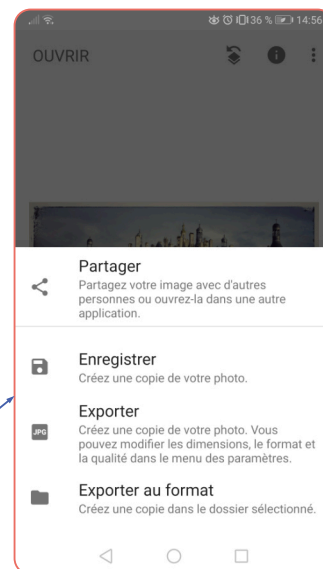 36 % 14:56
OUVRIR
Partager
Partagez votre image avec d'autres
personnes ou ouvrez-la dans une autre
application.
Enregistrer
Créez une copie de votre photo.
JPG
Exporter
Créez une copie de votre photo. Vous
pouvez modifier les dimensions, le format et
la qualité dans le menu des paramètres.
Exporter au format
Créez une copie dans le dossier sélectionné.